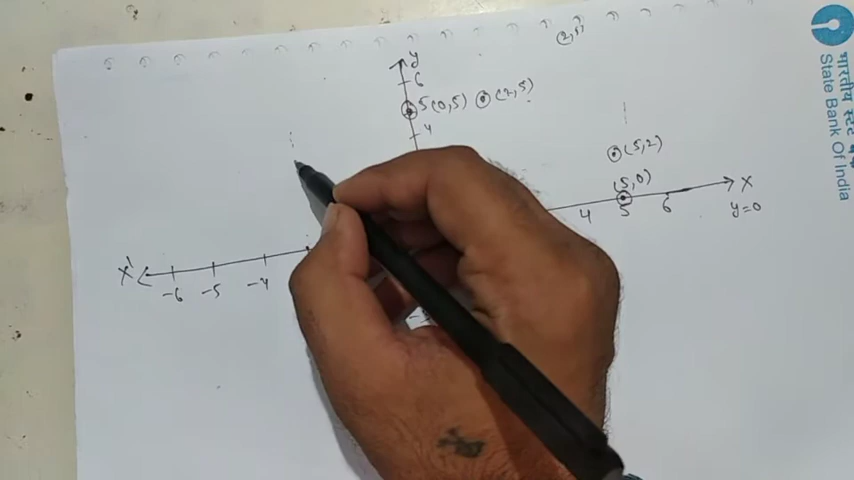 (2,5)
y
6
5(0,5) (2,5)
4
(5,2)
(5,0)
X
4 5 6
y=0
X'
-6 -5 -4
State Bank Of India